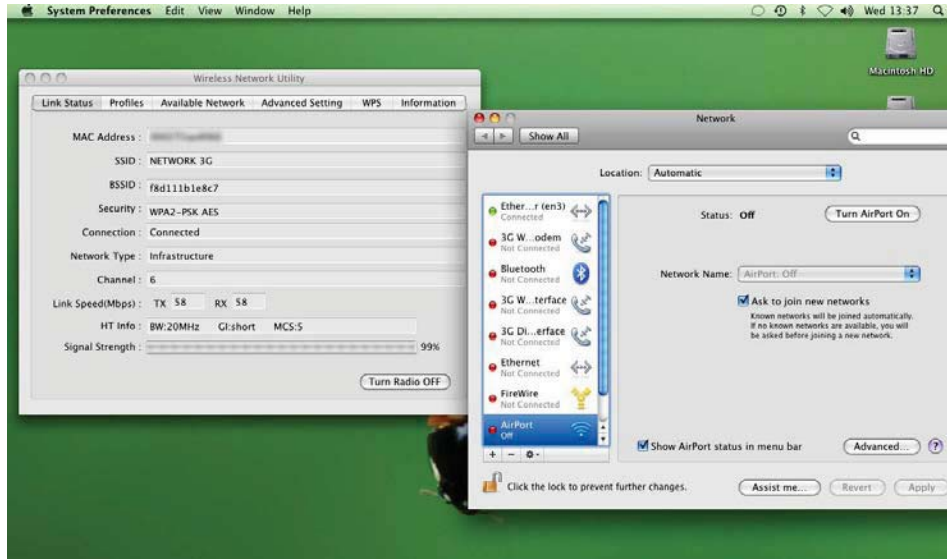 System Preferences Edit View Window Help Wed 13:37
Macintosh HD
Wireless Network Utility
Link Status Profiles Available Network Advanced Setting WPS Information
MAC Address :
SSID : NETWORK 3G
BSSID : f8d111b1e8c7
Security : WPA2-PSK AES
Connection : Connected
Network Type : Infrastructure
Channel : 6
Link Speed(Mbps) : TX 58 RX 58
HT Info : BW:20MHz GI:short MCS:5
Signal Strength : 99%
Turn Radio OFF
Network
Show All
Location: Automatic
Ether...r (en3)
Connected
3G W...odem
Not Connected
Bluetooth
Not Connected
3G W...terface
Not Connected
3G Di...erface
Not Connected
Ethernet
Not Connected
FireWire
Not Connected
AirPort
Off
Status: Off Turn AirPort On
Network Name: AirPort: Off
Ask to join new networks
Known networks will be joined automatically.
If no known networks are available, you will
be asked before joining a new network.
Show AirPort status in menu bar Advanced... ?
Click the lock to prevent further changes. Assist me... Revert Apply